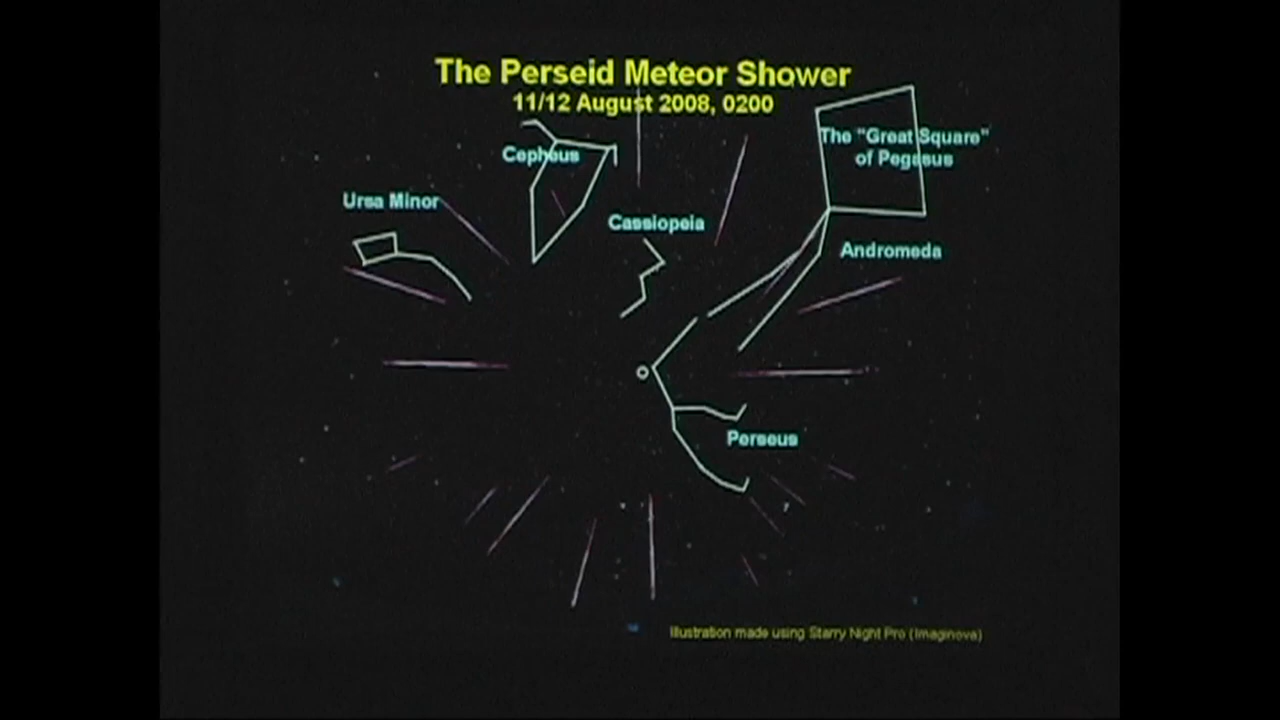 The Perseid Meteor Shower
11/12 August 2008, 0200
The "Great Square"
of Pegasus
Cepheus
Ursa Minor
Cassiopeia
Andromeda
Perseus
Illustration made using Starry Night Pro (Imaginova)